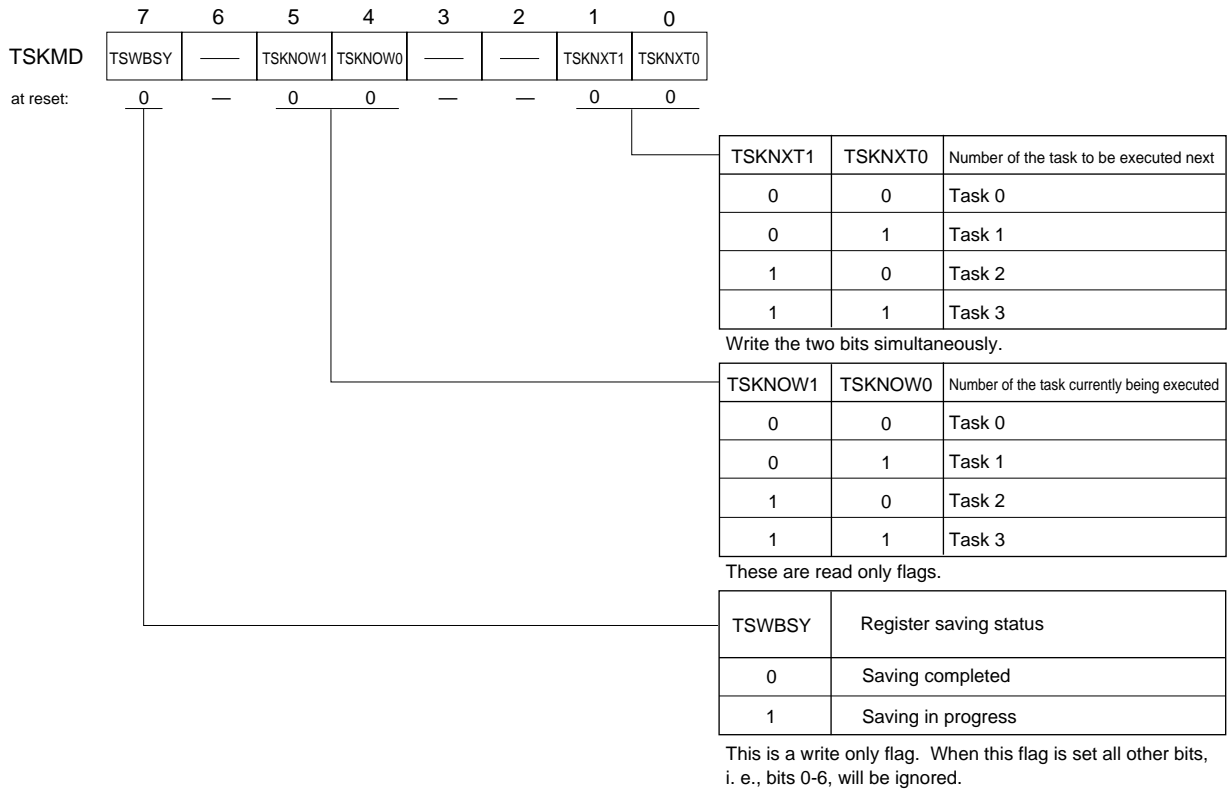 7 6 5 4 3 2 1 0
TSKMD TSWBSY — TSKNOW1 TSKNOW0 — — TSKNXT1 TSKNXT0
at reset: 0 — 0 0 — — 0 0
TSKNXT1 TSKNXT0 Number of the task to be executed next
0 0 Task 0
0 1 Task 1
1 0 Task 2
1 1 Task 3
Write the two bits simultaneously.
TSKNOW1 TSKNOW0 Number of the task currently being executed
0 0 Task 0
0 1 Task 1
1 0 Task 2
1 1 Task 3
These are read only flags.
TSWBSY Register saving status
0 Saving completed
1 Saving in progress
This is a write only flag. When this flag is set all other bits,
i. e., bits 0-6, will be ignored.